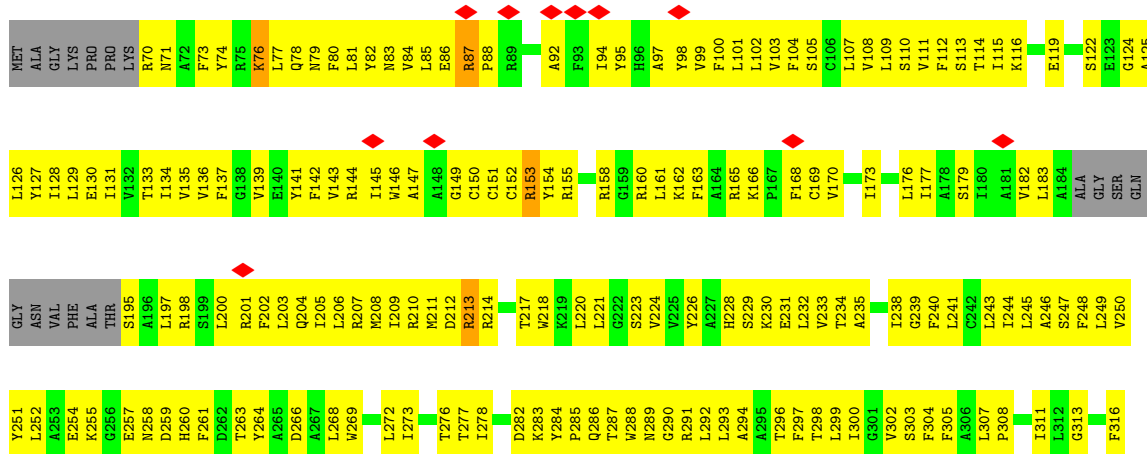 MET ALA GLY LYS PRO PRO LYS R70 N71 A72 F73 Y74 R75 K76 L77 Q78 N79 F80 L81 Y82 N83 V84 L85 E86 R87 P88 R89 A92 F93 I94 Y95 H96 A97 Y98 V99 F100 L101 L102 V103 F104 S105 C106 L107 V108 L109 S110 V111 F112 S113 T114 I115 K116 E119 S122 E123 G124 A125
L126 Y127 I128 L129 E130 I131 V132 T133 I134 V135 V136 F137 G138 V139 E140 Y141 F142 V143 R144 I145 W146 A147 A148 G149 C150 C151 C152 R153 Y154 R155 R158 G159 R160 L161 K162 F163 A164 R165 K166 P167 F168 C169 V170 I173 L176 I177 A178 S179 I180 A181 V182 L183 A184 ALA GLY SER GLN
GLY ASN VAL PHE ALA THR S195 A196 L197 R198 S199 L200 R201 F202 L203 Q204 I205 L206 R207 M208 I209 R210 M211 D212 R213 R214 T217 W218 K219 L220 L221 G222 S223 V224 V225 Y226 A227 H228 S229 K230 E231 L232 V233 T234 A235 I238 G239 F240 L241 C242 L243 I244 L245 A246 S247 F248 L249 V250
Y251 L252 A253 E254 K255 G256 E257 N258 D259 H260 F261 D262 T263 Y264 A265 D266 A267 L268 W269 L272 I273 T276 T277 I278 D282 K283 Y284 P285 Q286 T287 W288 N289 G290 R291 L292 L293 A294 A295 T296 F297 T298 L299 I300 G301 V302 S303 F304 F305 A306 L307 P308 I311 L312 G313 F316